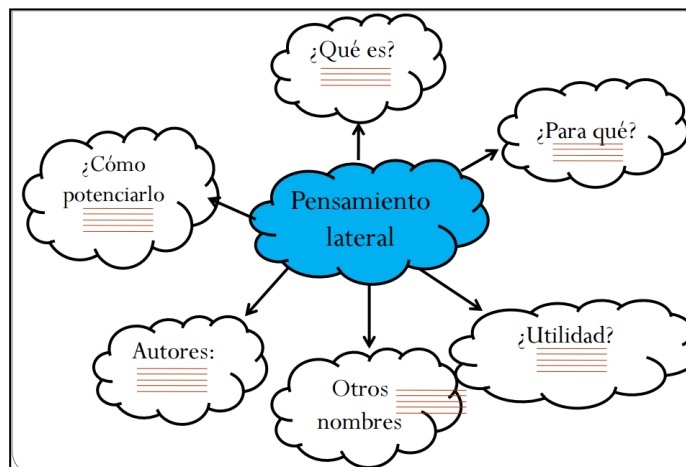 ¿Qué es?
¿Para qué?
¿Cómo
potenciarlo
Pensamiento
lateral
¿Utilidad?
Autores:
Otros
nombres